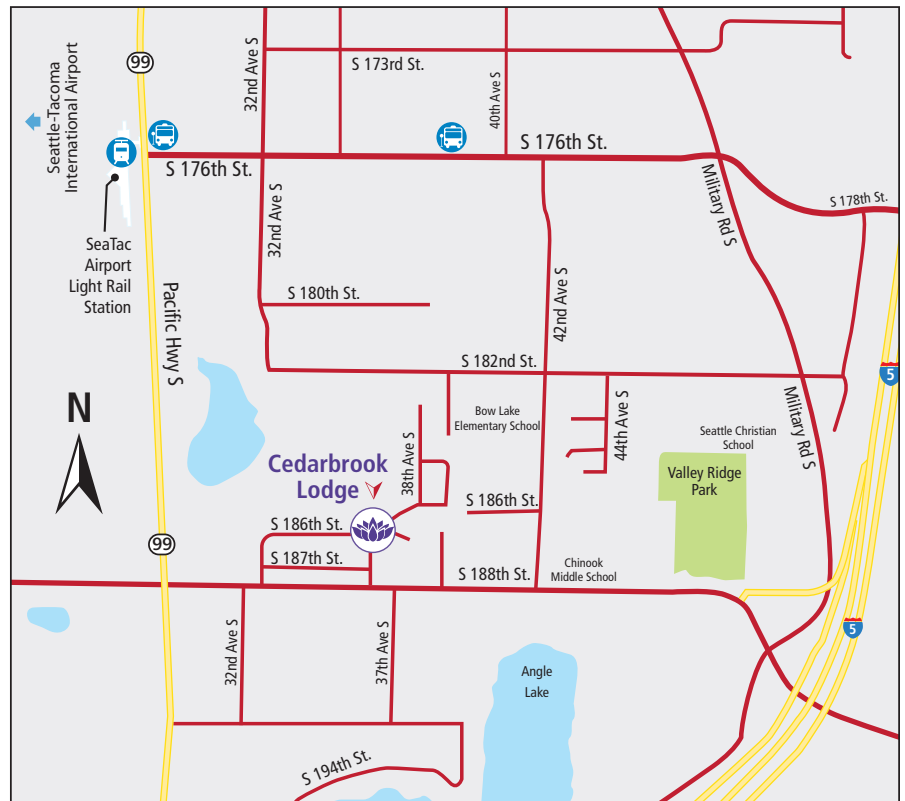 99
S 173rd St.
32nd Ave S
40th Ave S
Seattle-Tacoma
International Airport
S 176th St.
S 176th St.
Military Rd S
S 178th St.
32nd Ave S
SeaTac
Airport
Light Rail
Station
Pacific Hwy S
S 180th St.
42nd Ave S
S 182nd St.
5
N
Bow Lake
Elementary School
44th Ave S
Seattle Christian
School
Military Rd S
38th Ave S
Cedarbrook
Lodge
Valley Ridge
Park
S 186th St.
S 186th St.
99
S 187th St.
S 188th St.
Chinook
Middle School
5
32nd Ave S
37th Ave S
Angle
Lake
S 194th St.